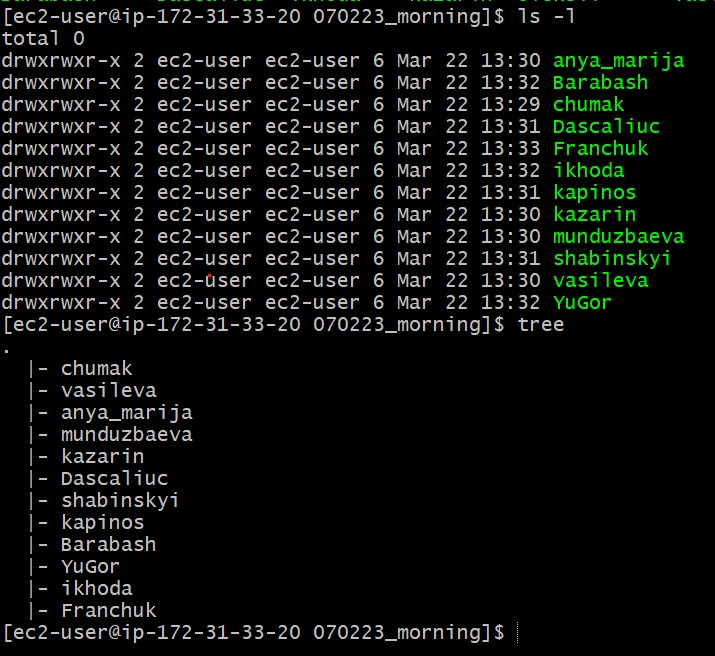 [ec2-user@ip-172-31-33-20 070223_morning]$ ls -l
total 0
drwxrwxr-x 2 ec2-user ec2-user 6 Mar 22 13:30 anya_marija
drwxrwxr-x 2 ec2-user ec2-user 6 Mar 22 13:32 Barabash
drwxrwxr-x 2 ec2-user ec2-user 6 Mar 22 13:29 chumak
drwxrwxr-x 2 ec2-user ec2-user 6 Mar 22 13:31 Dascaliuc
drwxrwxr-x 2 ec2-user ec2-user 6 Mar 22 13:33 Franchuk
drwxrwxr-x 2 ec2-user ec2-user 6 Mar 22 13:32 ikhoda
drwxrwxr-x 2 ec2-user ec2-user 6 Mar 22 13:31 kapinos
drwxrwxr-x 2 ec2-user ec2-user 6 Mar 22 13:30 kazarin
drwxrwxr-x 2 ec2-user ec2-user 6 Mar 22 13:30 munduzbaeva
drwxrwxr-x 2 ec2-user ec2-user 6 Mar 22 13:31 shabinskyi
drwxrwxr-x 2 ec2-user ec2-user 6 Mar 22 13:30 vasileva
drwxrwxr-x 2 ec2-user ec2-user 6 Mar 22 13:32 YuGor
[ec2-user@ip-172-31-33-20 070223_morning]$ tree
.
|- chumak
|- vasileva
|- anya_marija
|- munduzbaeva
|- kazarin
|- Dascaliuc
|- shabinskyi
|- kapinos
|- Barabash
|- YuGor
|- ikhoda
|- Franchuk
[ec2-user@ip-172-31-33-20 070223_morning]$